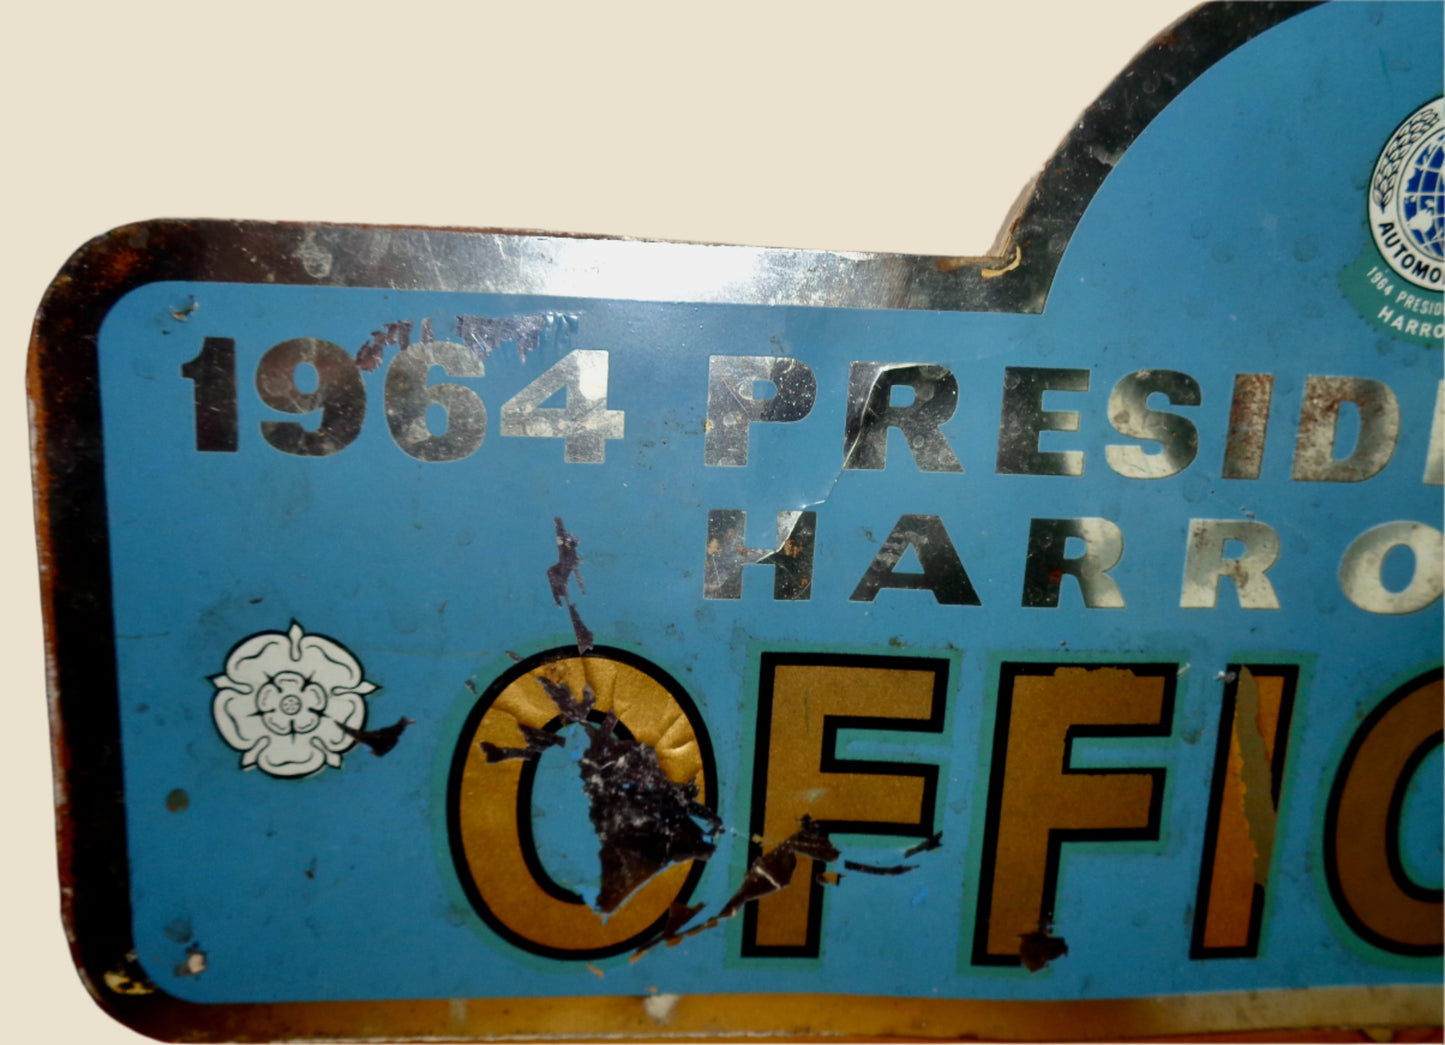 1964 PRESID
HARRO
OFFIC
AUTOMO
1964 PRESID
HARRO